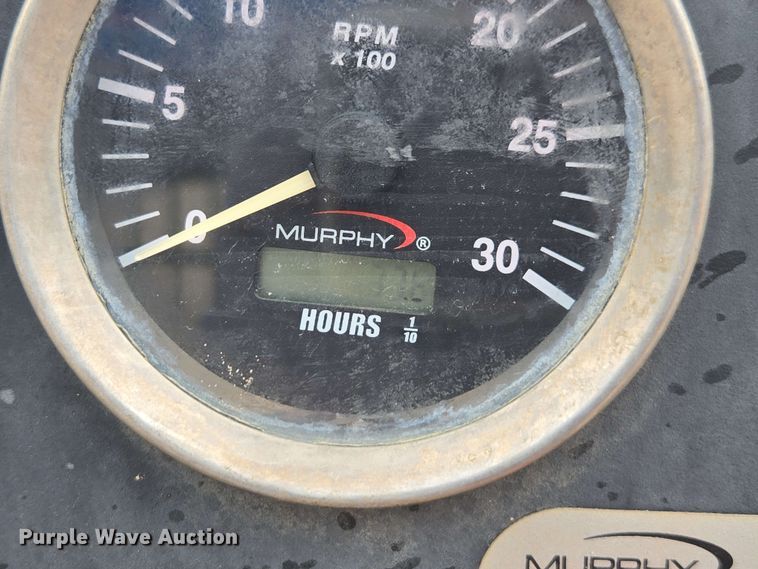 10
20
RPM
x 100
5
25
0
MURPHY ®
30
HOURS 1/10
Purple Wave Auction
MURPHY